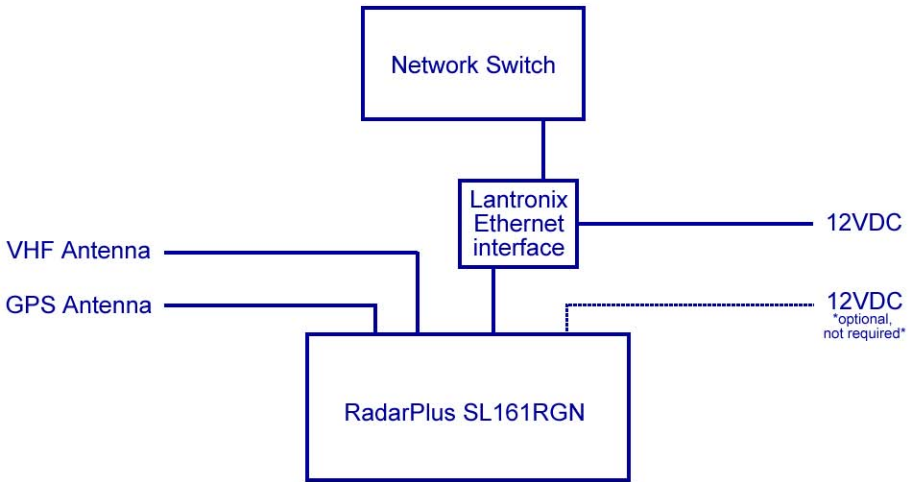 Network Switch
Lantronix
Ethernet
interface
12VDC
VHF Antenna
GPS Antenna
12VDC
*optional,
not required*
RadarPlus SL161RGN